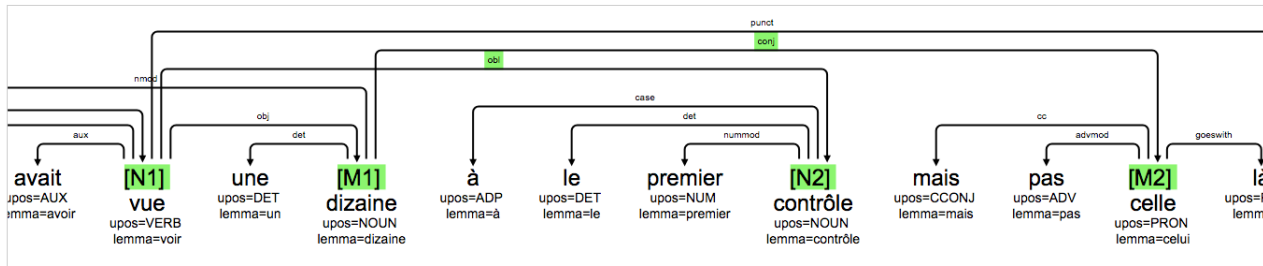 punct
conj
obl
nmod
case
obj det cc
aux det nummod advmod goeswith
avait [N1] une [M1] à le premier [N2] mais pas [M2] là
upos=AUX vue upos=DET dizaine upos=ADP upos=DET upos=NUM contrôle upos=CCONJ upos=ADV celle
lemma=avoir upos=VERB lemma=un upos=NOUN lemma=à lemma=le lemma=premier upos=NOUN lemma=mais lemma=pas upos=PRON
lemma=voir lemma=dizaine lemma=contrôle lemma=celui